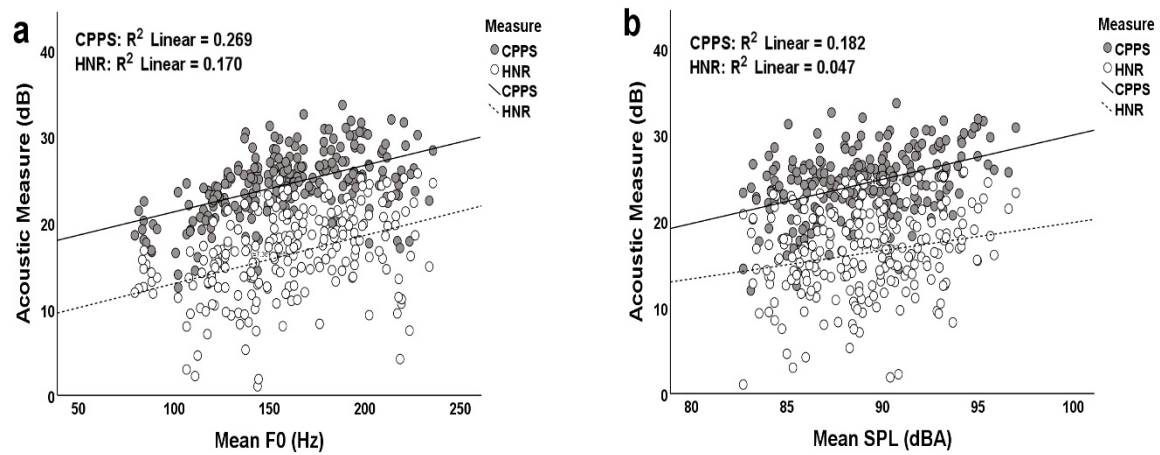 a
CPPS: R² Linear = 0.269
HNR: R² Linear = 0.170
Measure
CPPS
HNR
CPPS
HNR
Acoustic Measure (dB)
40
30
20
10
0
50 100 150 200 250
Mean F0 (Hz)
b
CPPS: R² Linear = 0.182
HNR: R² Linear = 0.047
Measure
CPPS
HNR
CPPS
HNR
Acoustic Measure (dB)
40
30
20
10
0
80 85 90 95 100
Mean SPL (dBA)